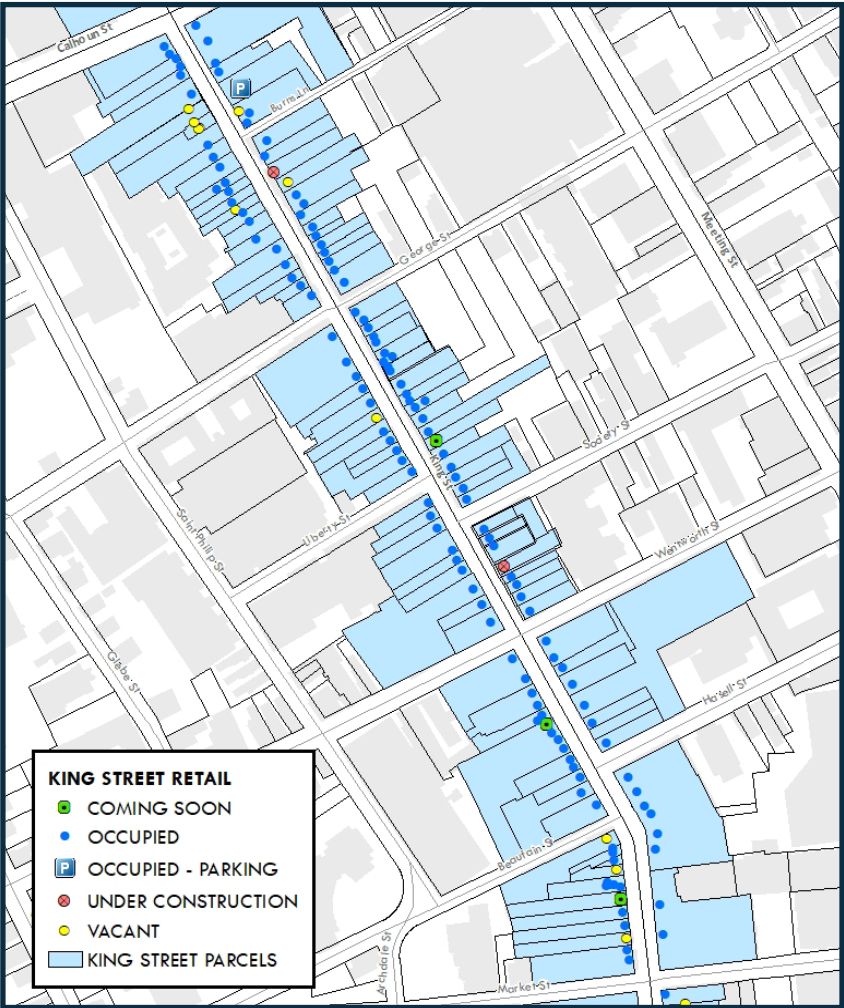 Calhoun St
P
Burns Ln
George St
Meeting St
Society St
King St
Liberty St
Saint Philip St
Wentworth St
Glebe St
Hasell St
KING STREET RETAIL
COMING SOON
OCCUPIED
P OCCUPIED - PARKING
UNDER CONSTRUCTION
VACANT
KING STREET PARCELS
Beaufain St
Archdale St
Market St